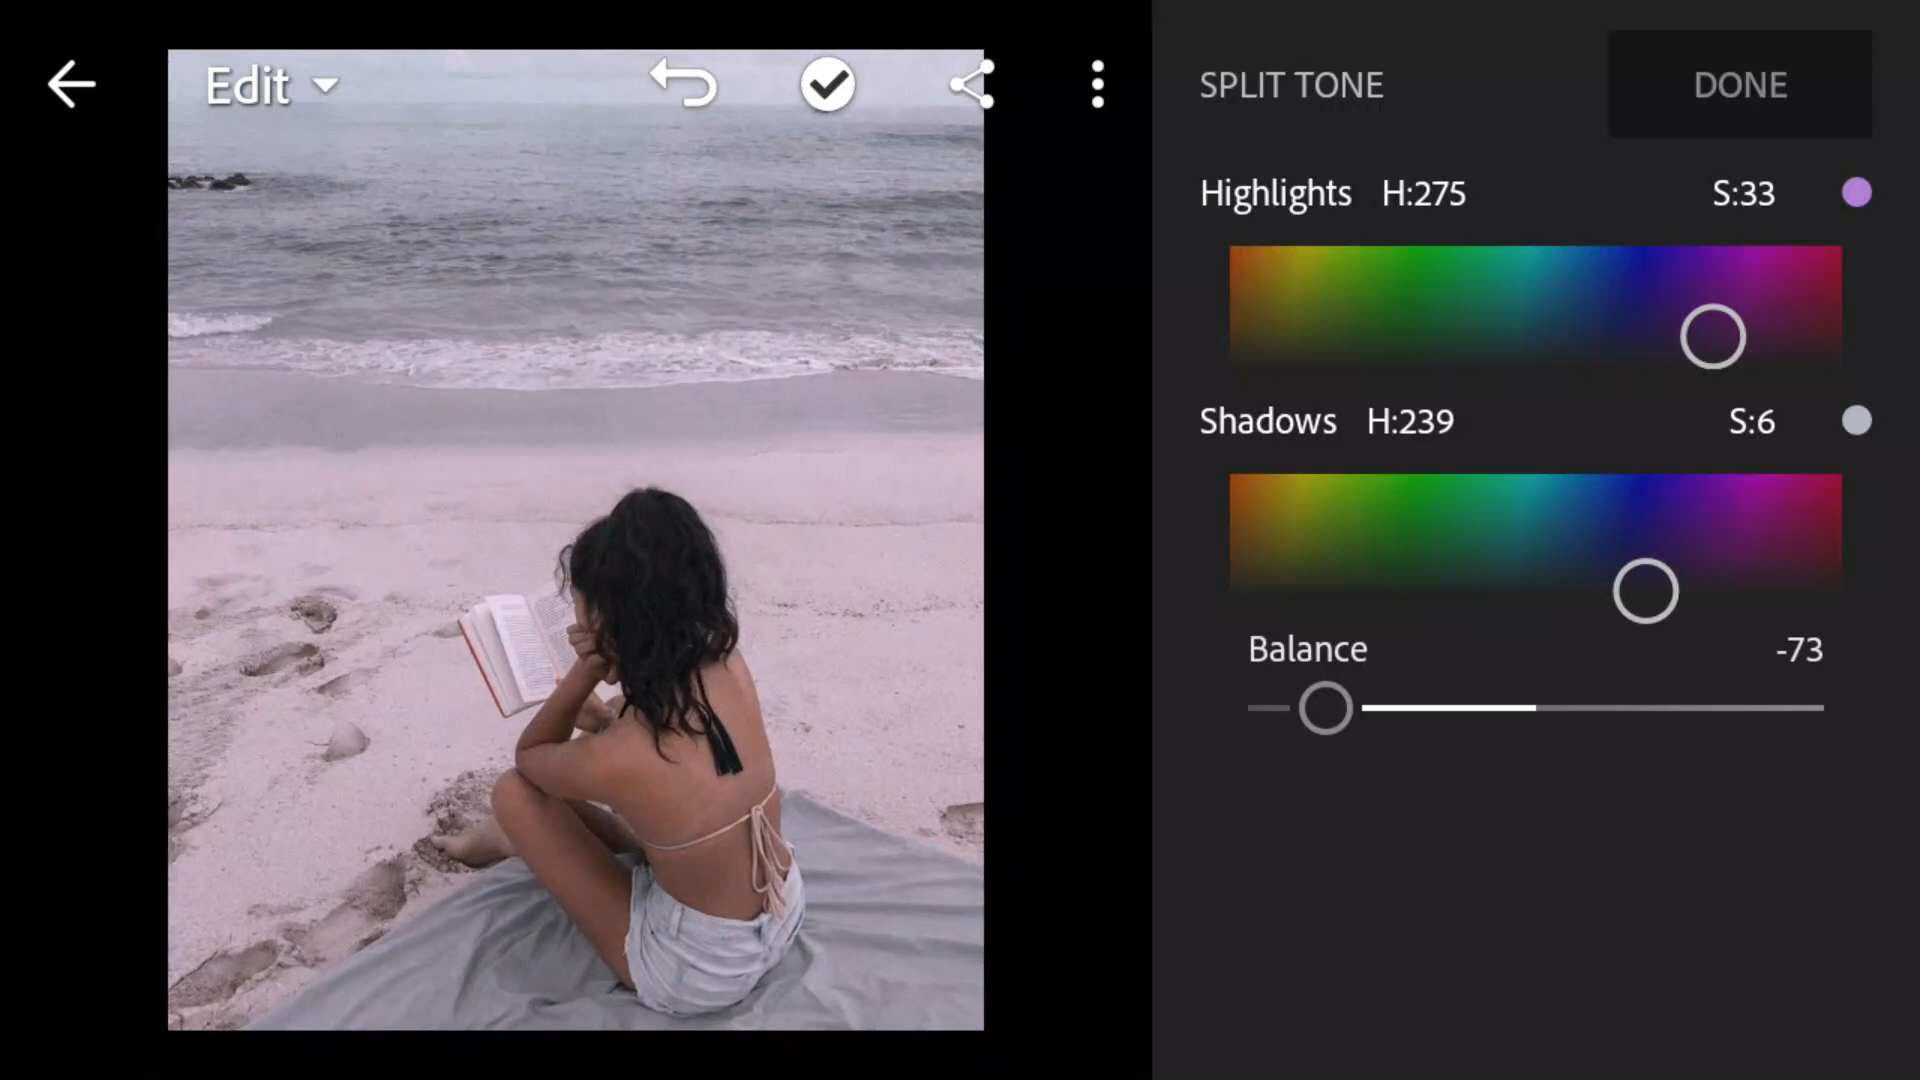 Edit
SPLIT TONE
DONE
Highlights H:275 S:33
Shadows H:239 S:6
Balance -73